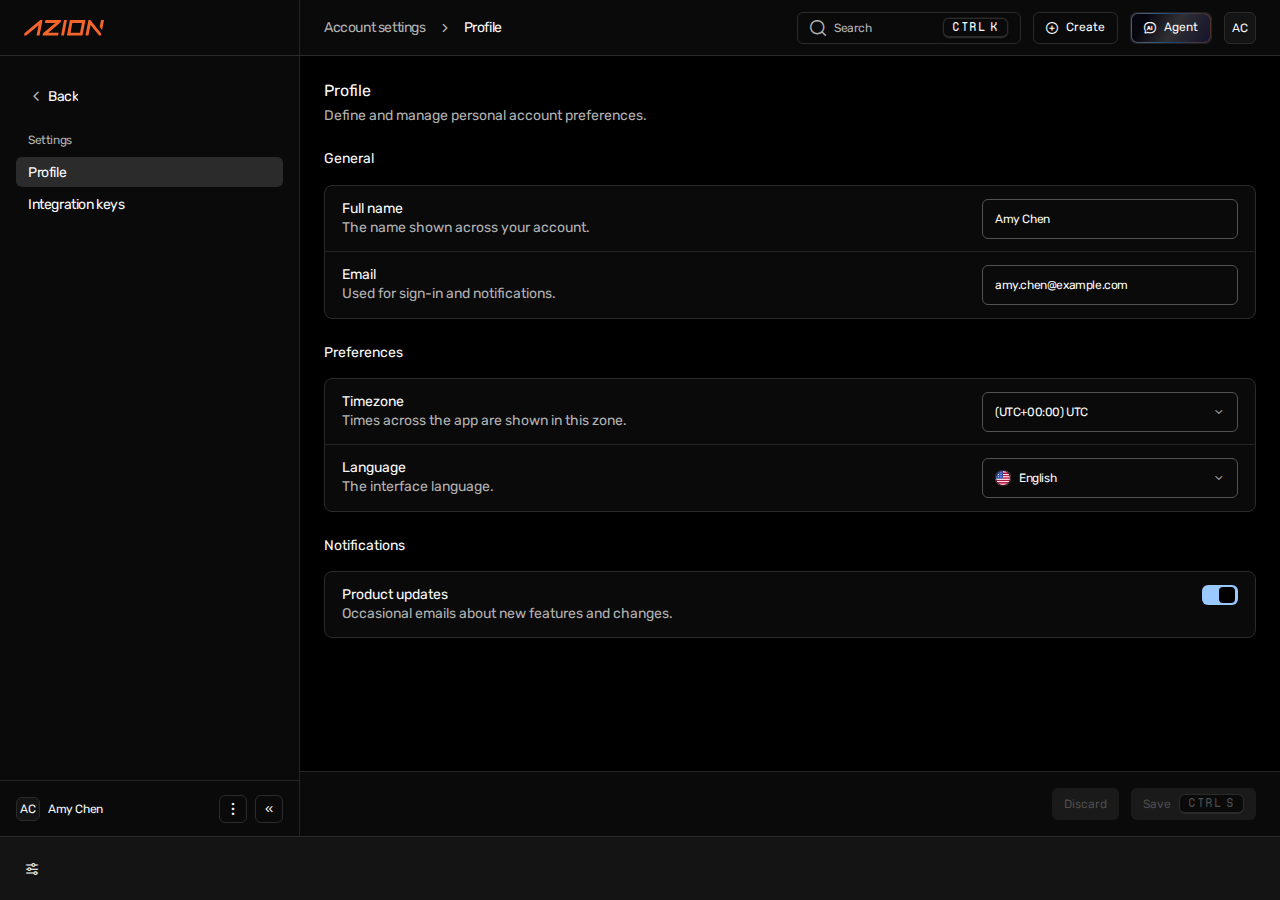 AZION
Account settings > Profile
Search
CTRL K
Create
Agent
AC
Back
Settings
Profile
Integration keys
Profile
Define and manage personal account preferences.
General
Full name
The name shown across your account.
Amy Chen
Email
Used for sign-in and notifications.
amy.chen@example.com
Preferences
Timezone
Times across the app are shown in this zone.
(UTC+00:00) UTC
Language
The interface language.
English
Notifications
Product updates
Occasional emails about new features and changes.
AC
Amy Chen
Discard
Save
CTRL S